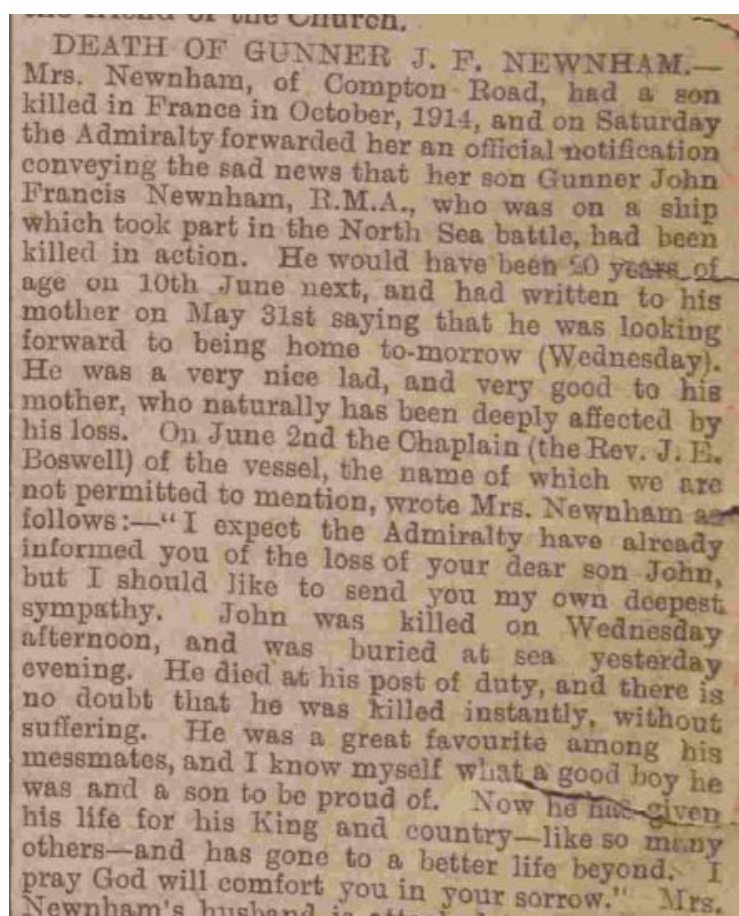 the friend of the Church.
DEATH OF GUNNER J. F. NEWNHAM.—
Mrs. Newnham, of Compton Road, had a son
killed in France in October, 1914, and on Saturday
the Admiralty forwarded her an official notification
conveying the sad news that her son Gunner John
Francis Newnham, R.M.A., who was on a ship
which took part in the North Sea battle, had been
killed in action. He would have been 20 years of
age on 10th June next, and had written to his
mother on May 31st saying that he was looking
forward to being home to-morrow (Wednesday).
He was a very nice lad, and very good to his
mother, who naturally has been deeply affected by
his loss. On June 2nd the Chaplain (the Rev. J. E.
Boswell) of the vessel, the name of which we are
not permitted to mention, wrote Mrs. Newnham as
follows:—"I expect the Admiralty have already
informed you of the loss of your dear son John,
but I should like to send you my own deepest
sympathy. John was killed on Wednesday
afternoon, and was buried at sea yesterday
evening. He died at his post of duty, and there is
no doubt that he was killed instantly, without
suffering. He was a great favourite among his
messmates, and I know myself what a good boy he
was and a son to be proud of. Now he has given
his life for his King and country—like so many
others—and has gone to a better life beyond. I
pray God will comfort you in your sorrow." Mrs.
Newnham's husband is